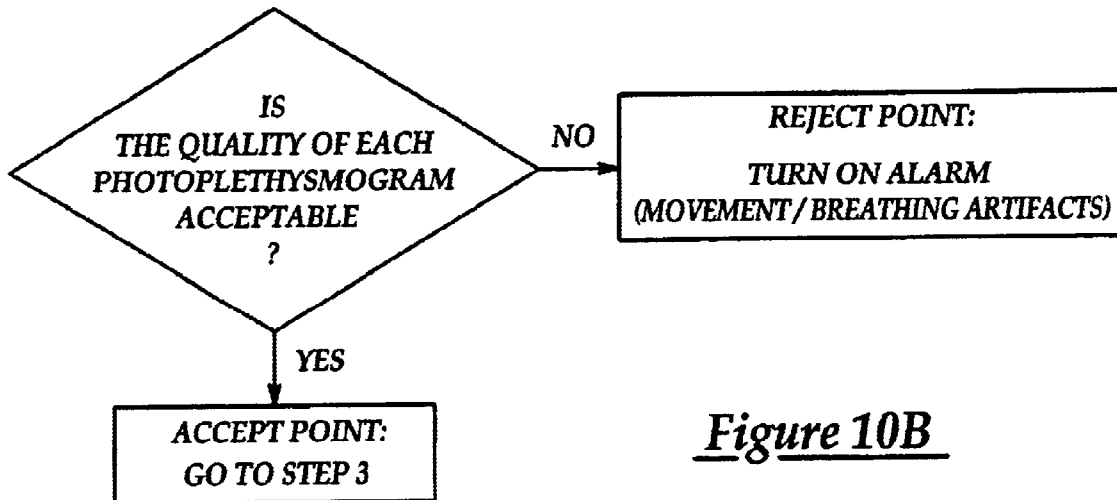 IS
THE QUALITY OF EACH
PHOTOPLETHYSMOGRAM
ACCEPTABLE
?
NO
REJECT POINT:
TURN ON ALARM
(MOVEMENT / BREATHING ARTIFACTS)
YES
ACCEPT POINT:
GO TO STEP 3
Figure 10B